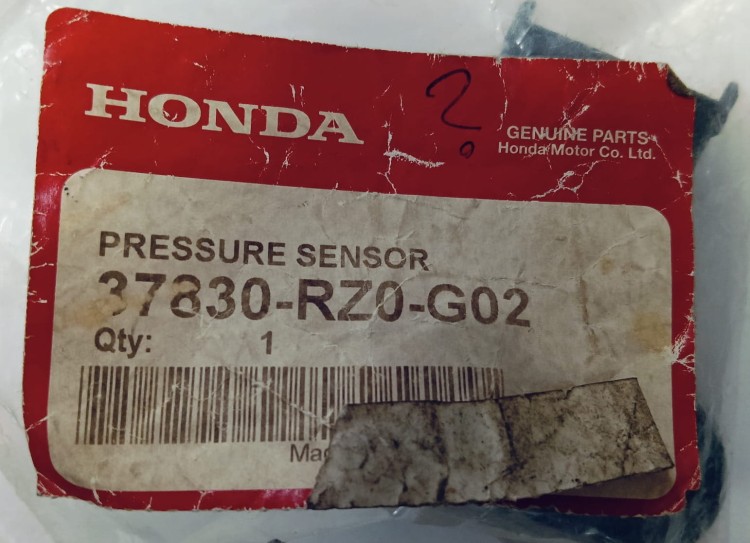 HONDA
?
GENUINE PARTS
Honda Motor Co. Ltd.
PRESSURE SENSOR
37830-RZ0-G02
Qty: 1